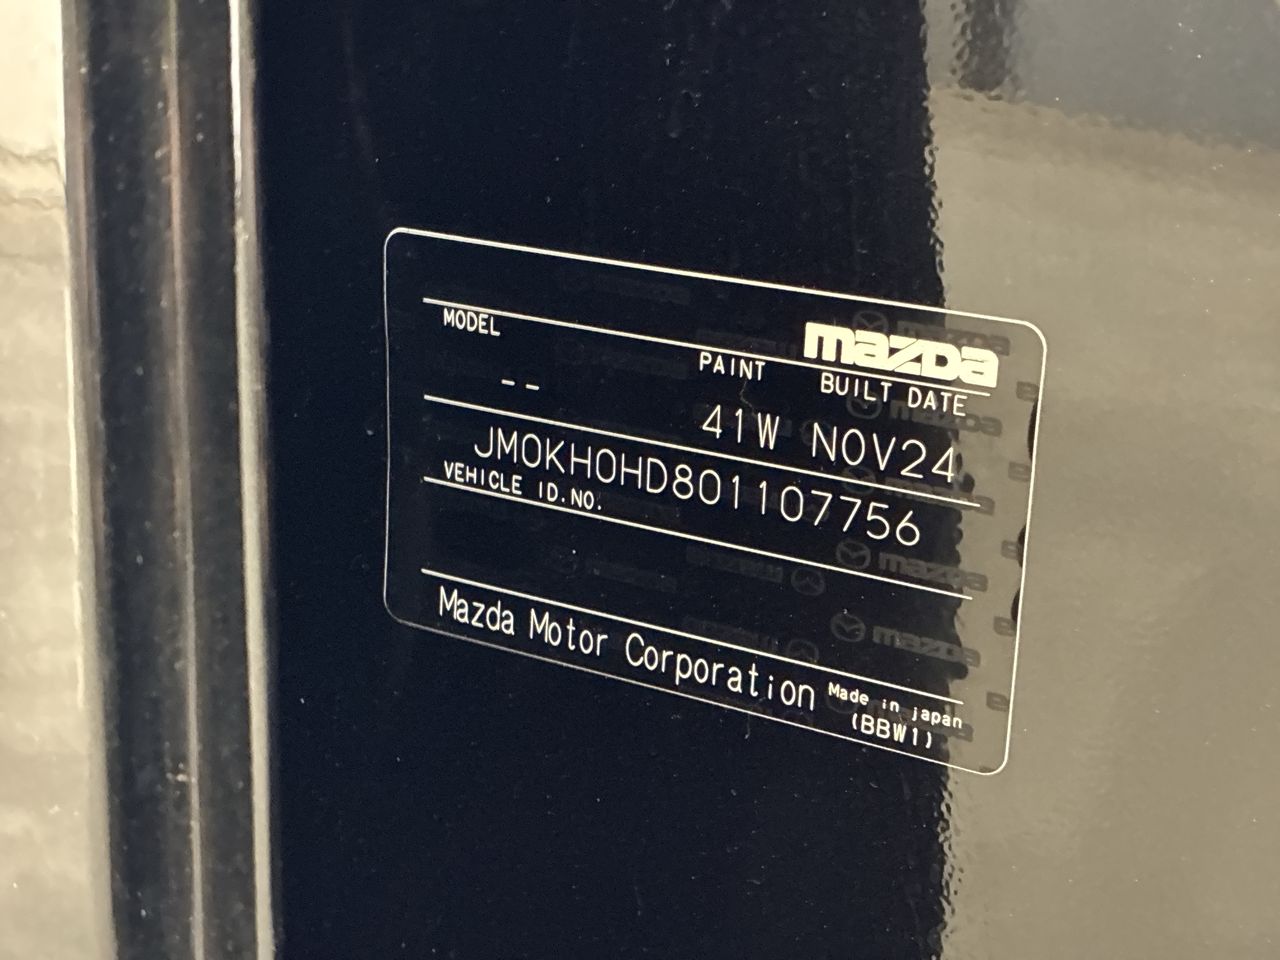 mazda
MODEL PAINT BUILT DATE
-- 41W NOV24
JM0KH0HD801107756
VEHICLE ID.NO.
Mazda Motor Corporation Made in japan
(BBW1)